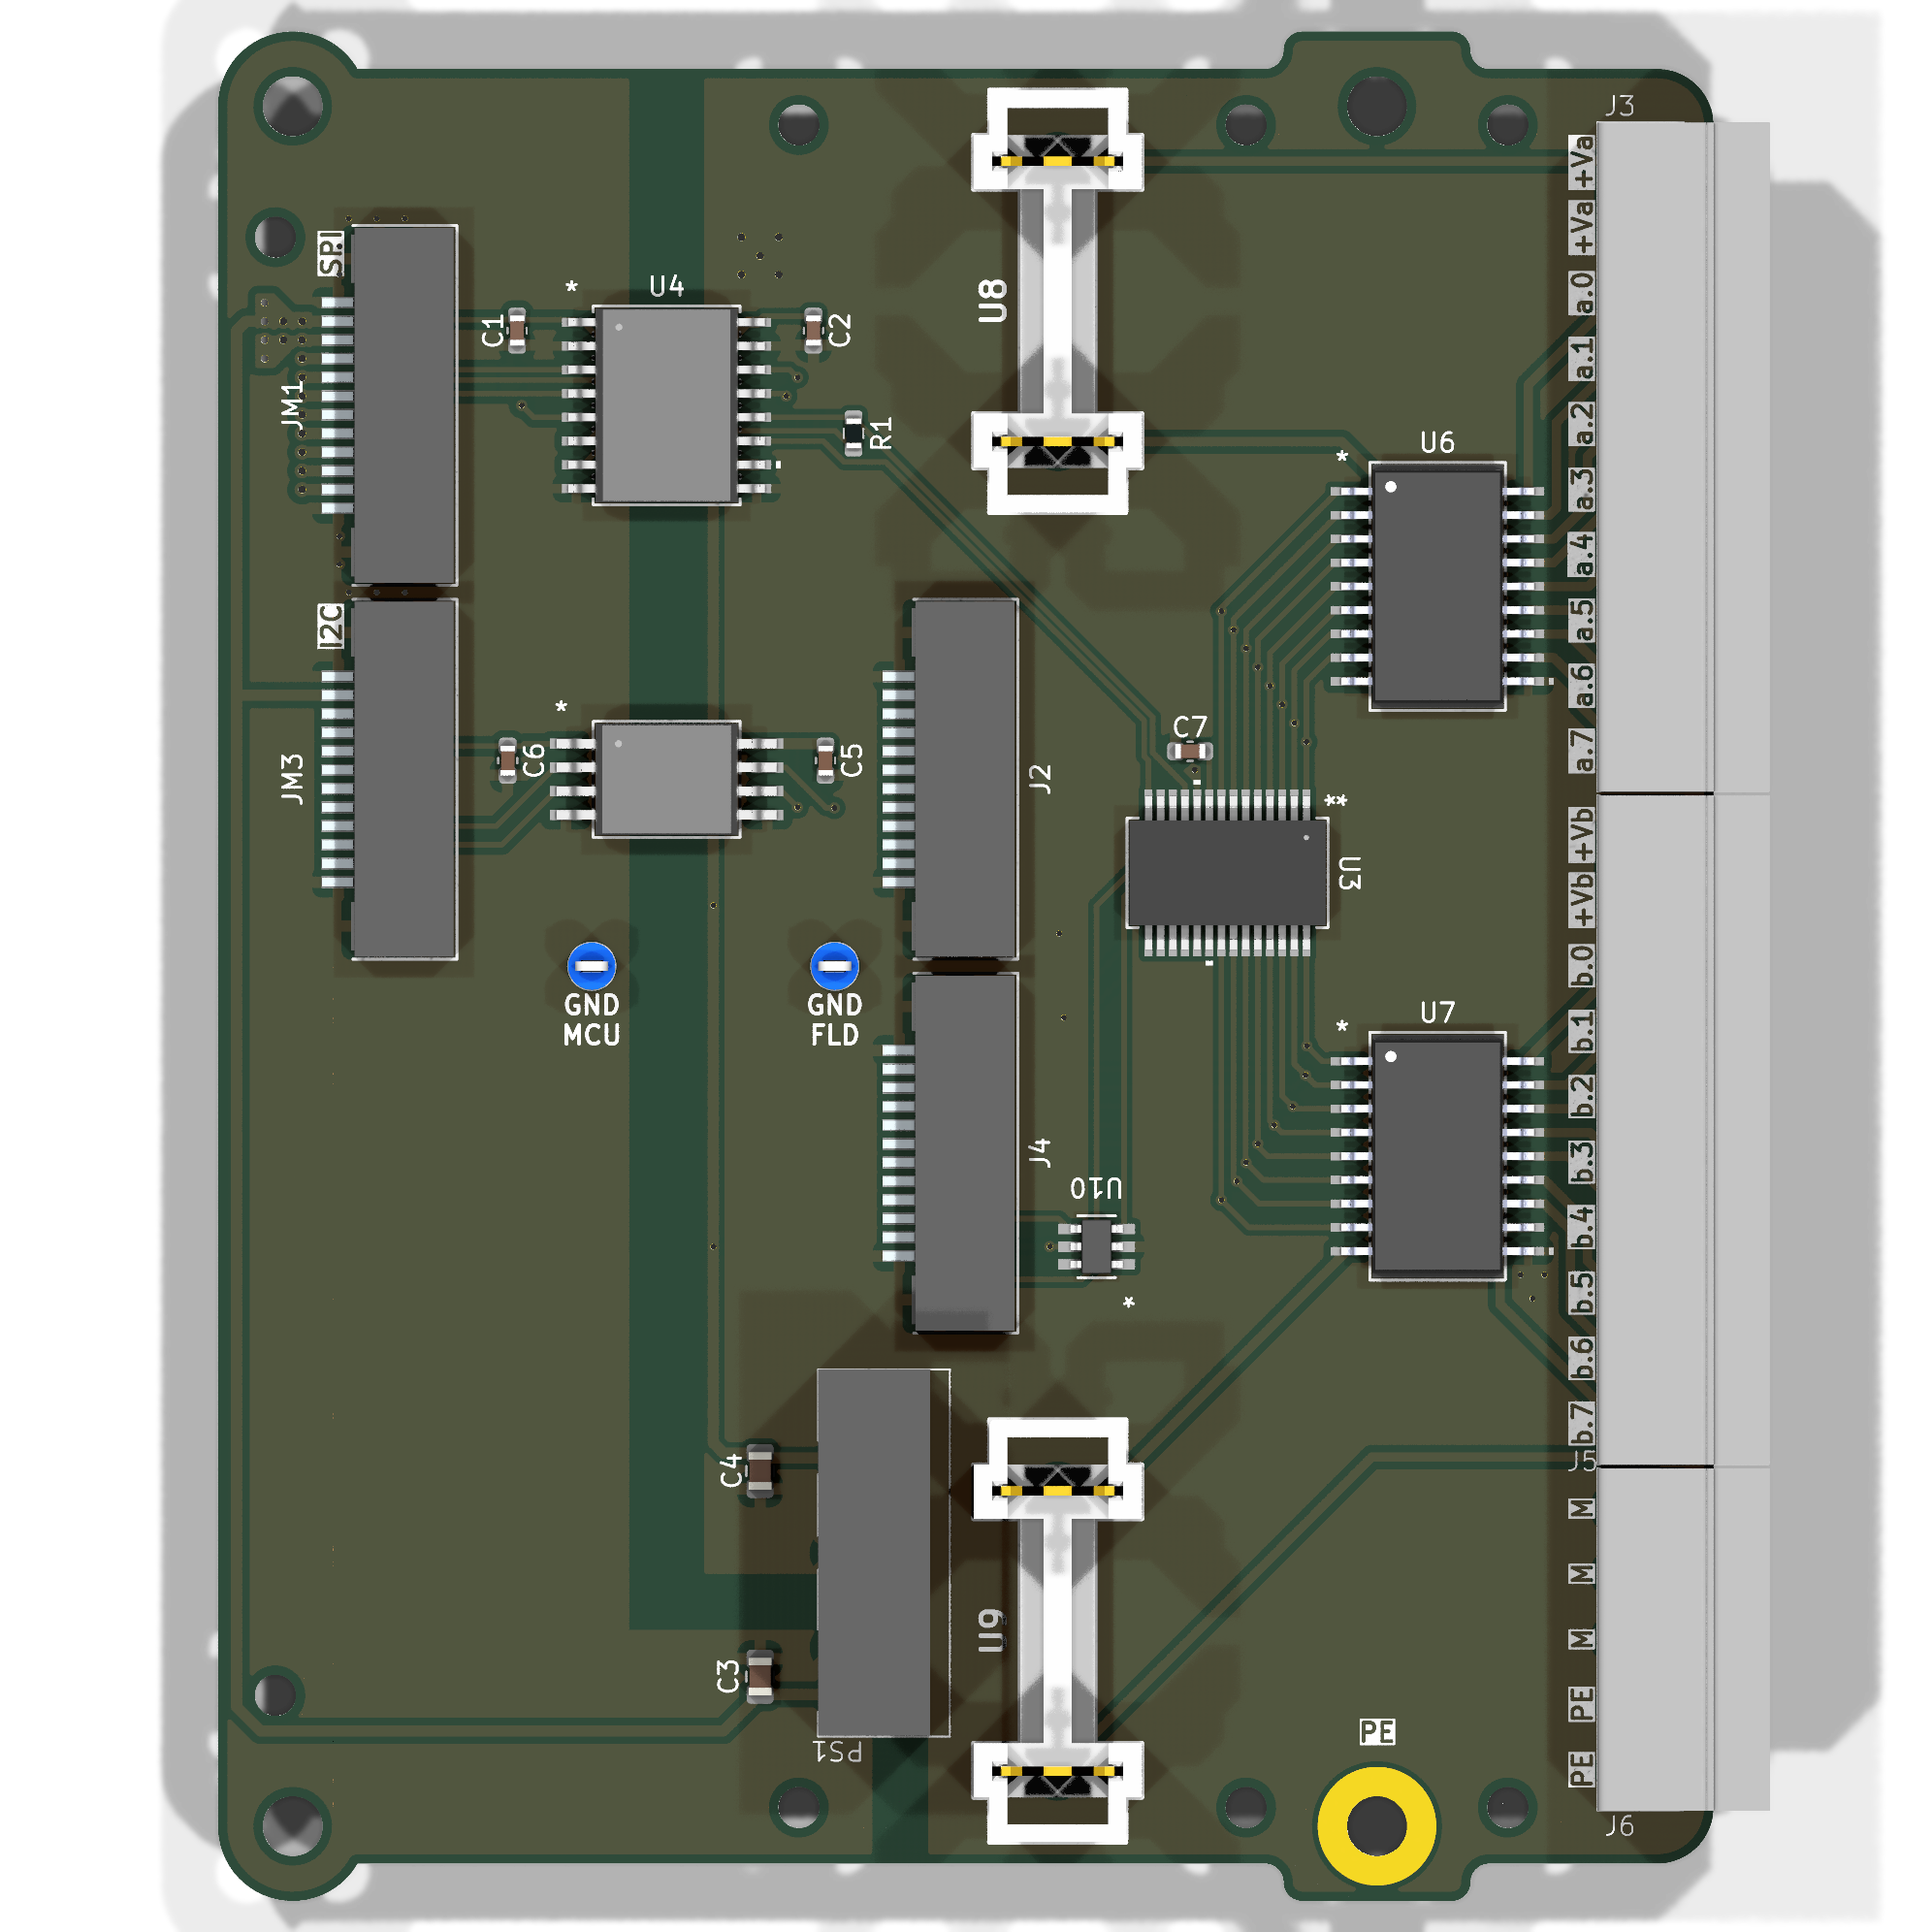 J3
+Va
+Va
a.0
a.1
a.2
a.3
a.4
a.5
a.6
a.7
+Vb
+Vb
b.0
b.1
b.2
b.3
b.4
b.5
b.6
b.7
J5
M
M
M
PE
PE
J6
SPI
JM1
I2C
JM3
* U4
C1
C2
R1
*
C6
C5
GND
MCU
GND
FLD
U8
J2
J4
C7
**
U3
* U6
* U7
U10
*
C4
C3
PS1
U9
PE